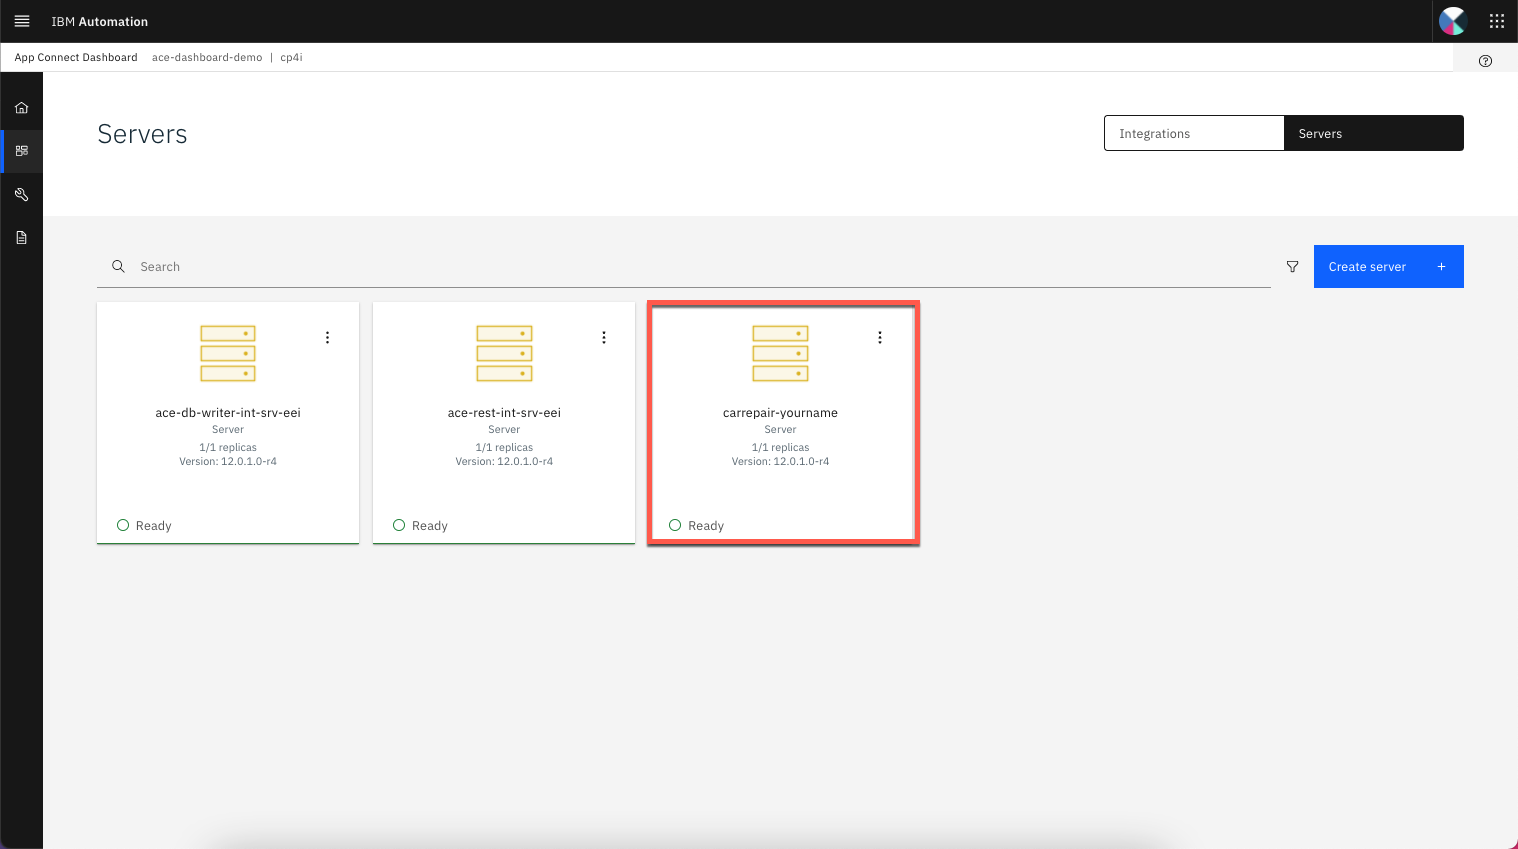 IBM Automation
App Connect Dashboard ace-dashboard-demo | cp4i
Servers
Integrations
Servers
Search
Create server +
ace-db-writer-int-srv-eei
Server
1/1 replicas
Version: 12.0.1.0-r4
Ready
ace-rest-int-srv-eei
Server
1/1 replicas
Version: 12.0.1.0-r4
Ready
carrepair-yourname
Server
1/1 replicas
Version: 12.0.1.0-r4
Ready